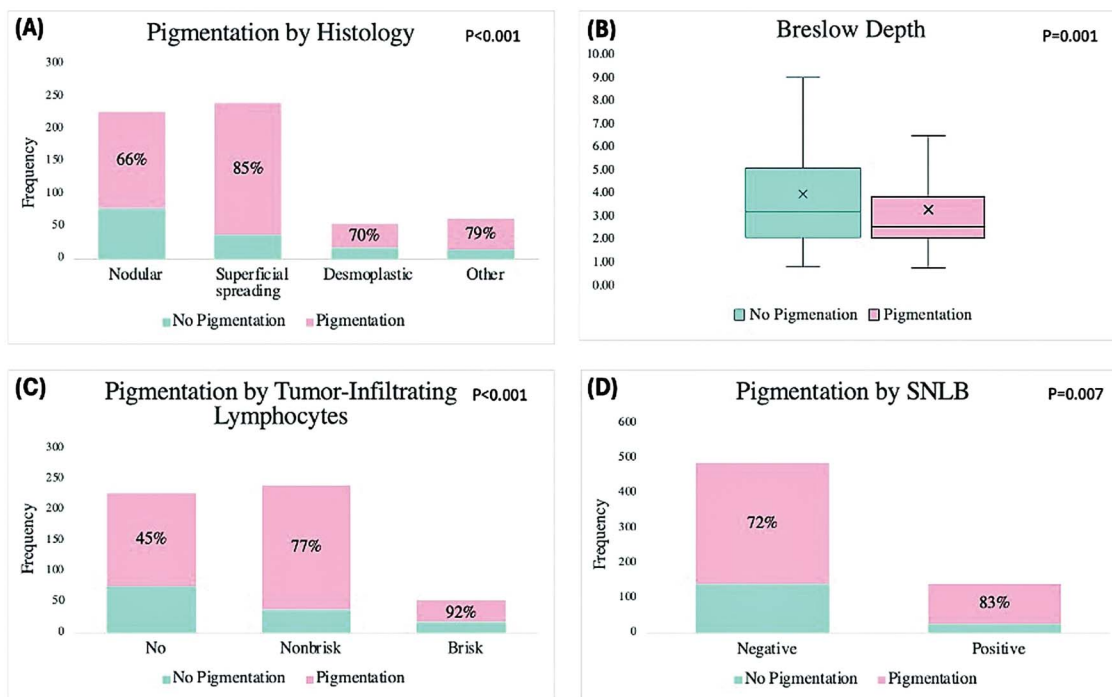 (A)
Pigmentation by Histology
P<0.001
Frequency
300
250
200
150
100
50
0
66%
85%
70%
79%
Nodular
Superficial
spreading
Desmoplastic
Other
No Pigmentation
Pigmentation
(B)
Breslow Depth
P=0.001
10.00
9.00
8.00
7.00
6.00
5.00
4.00
3.00
2.00
1.00
0.00
No Pigmenation
Pigmentation
(C)
Pigmentation by Tumor-Infiltrating
Lymphocytes
P<0.001
Frequency
300
250
200
150
100
50
0
45%
77%
92%
No
Nonbrisk
Brisk
No Pigmentation
Pigmentation
(D)
Pigmentation by SNLB
P=0.007
Frequency
600
500
400
300
200
100
0
72%
83%
Negative
Positive
No Pigmentation
Pigmentation